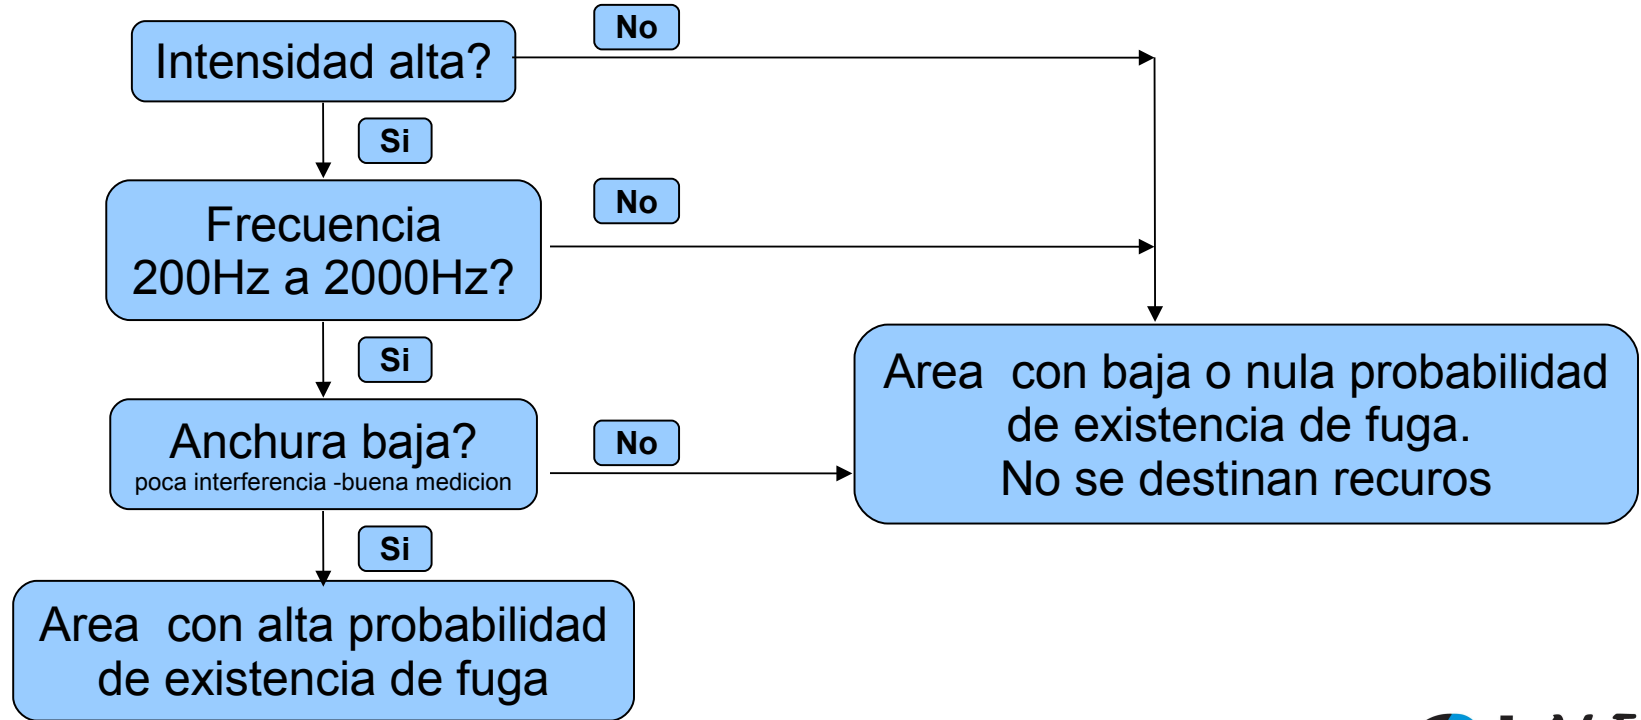 No
Intensidad alta?
Si
No
Frecuencia
200Hz a 2000Hz?
Si
Area con baja o nula probabilidad
de existencia de fuga.
No se destinan recuros
Anchura baja?
poca interferencia -buena medicion
No
Si
Area con alta probabilidad
de existencia de fuga